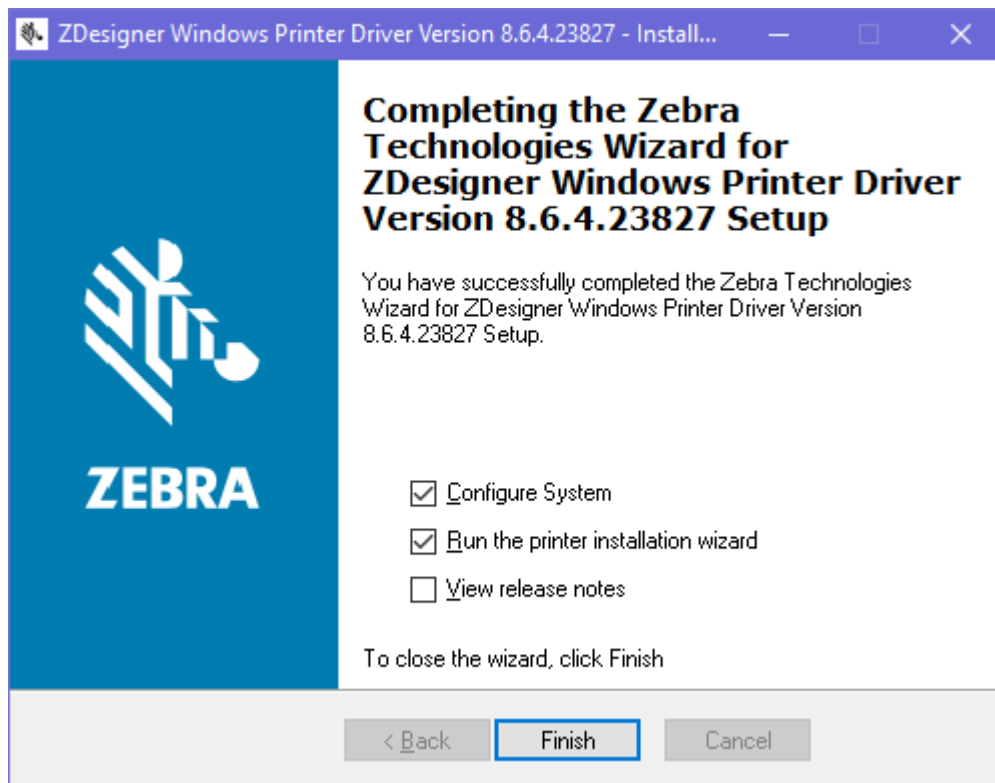 ZDesigner Windows Printer Driver Version 8.6.4.23827 - Install...
Completing the Zebra
Technologies Wizard for
ZDesigner Windows Printer Driver
Version 8.6.4.23827 Setup
You have successfully completed the Zebra Technologies
Wizard for ZDesigner Windows Printer Driver Version
8.6.4.23827 Setup.
ZEBRA
Configure System
Run the printer installation wizard
View release notes
To close the wizard, click Finish
< Back
Finish
Cancel